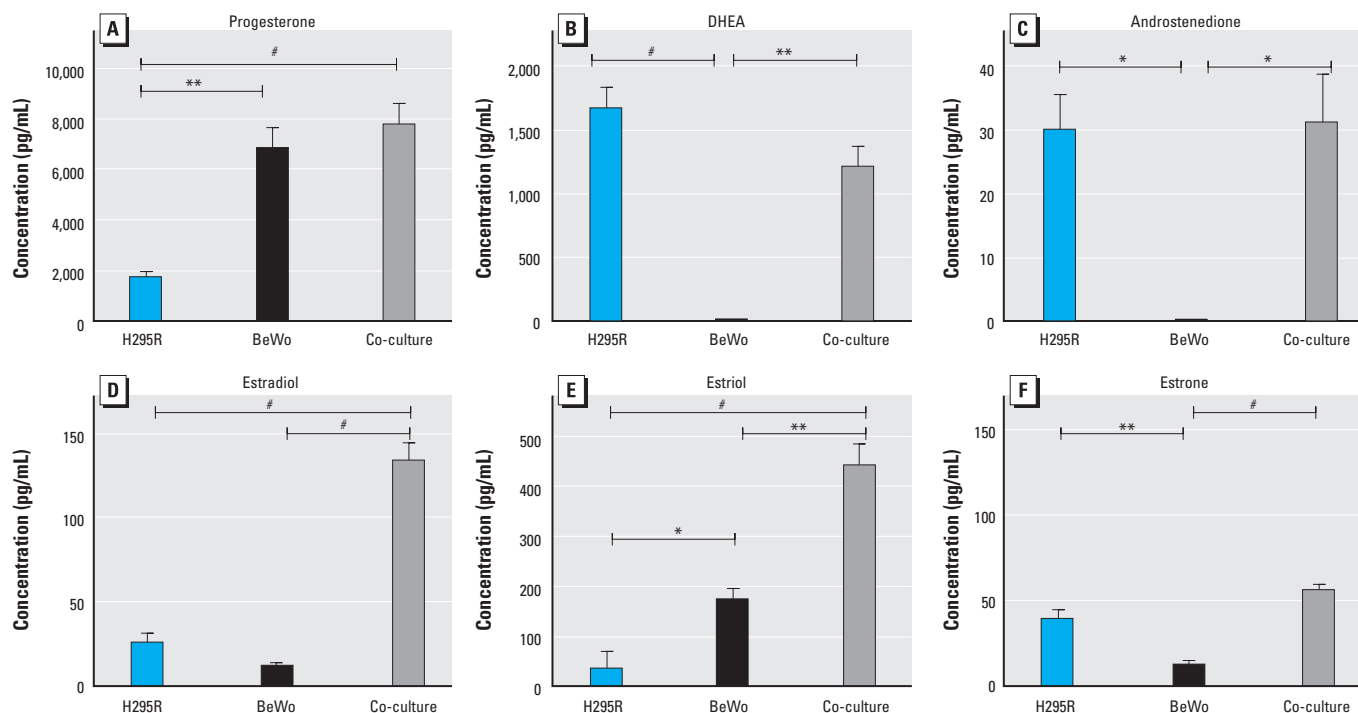 A
Progesterone
Concentration (pg/mL)
10,000
8,000
6,000
4,000
2,000
0
#
**
H295R BeWo Co-culture
B
DHEA
Concentration (pg/mL)
2,000
1,500
1,000
500
0
# **
H295R BeWo Co-culture
C
Androstenedione
Concentration (pg/mL)
40
30
20
10
0
* *
H295R BeWo Co-culture
D
Estradiol
Concentration (pg/mL)
150
100
50
0
#
#
H295R BeWo Co-culture
E
Estriol
Concentration (pg/mL)
500
400
300
200
100
0
#
**
*
H295R BeWo Co-culture
F
Estrone
Concentration (pg/mL)
150
100
50
0
#
**
H295R BeWo Co-culture